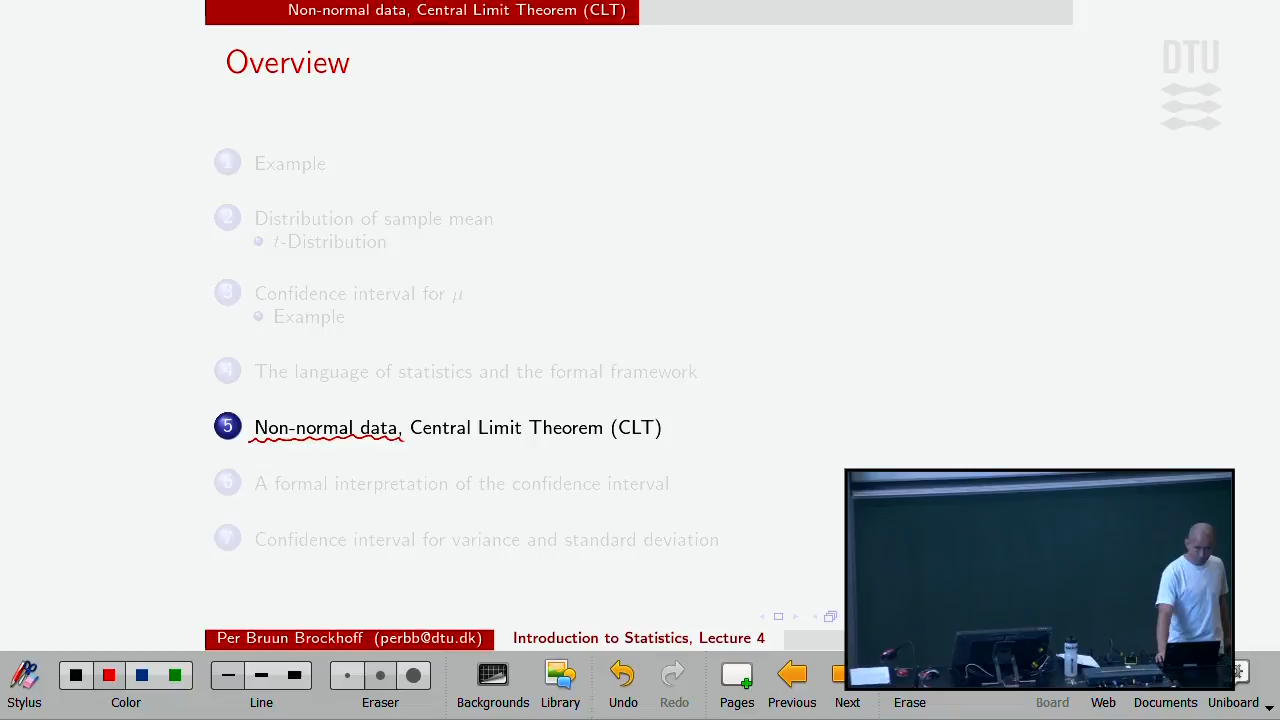 Non-normal data, Central Limit Theorem (CLT)
Overview
DTU
1 Example
2 Distribution of sample mean
t-Distribution
3 Confidence interval for μ
Example
4 The language of statistics and the formal framework
5 Non-normal data, Central Limit Theorem (CLT)
6 A formal interpretation of the confidence interval
7 Confidence interval for variance and standard deviation
Per Bruun Brockhoff (perbb@dtu.dk) Introduction to Statistics, Lecture 4
Stylus Color Line Eraser Backgrounds Library Undo Redo Pages Previous Next Erase Board Web Documents Uniboard